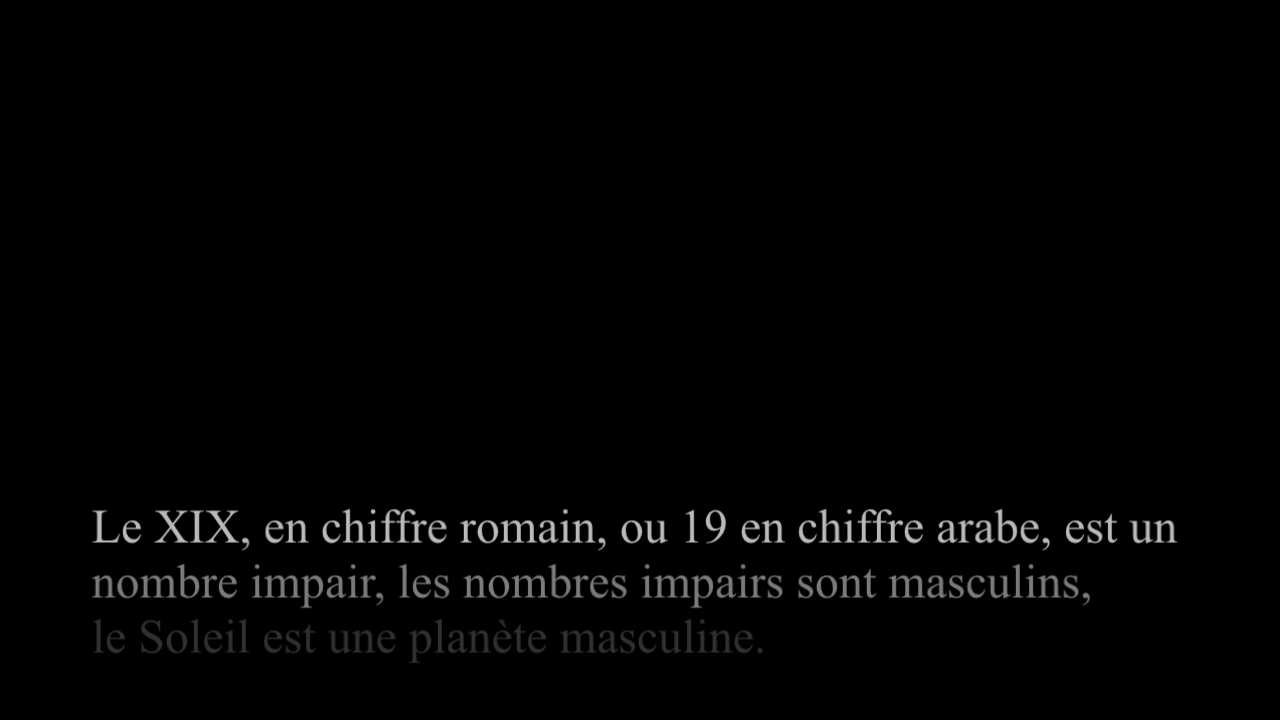 Le XIX, en chiffre romain, ou 19 en chiffre arabe, est un
nombre impair, les nombres impairs sont masculins,
le Soleil est une planète masculine.